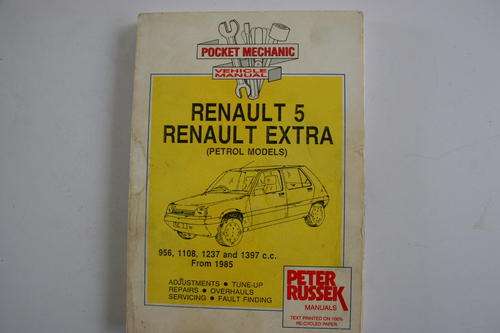 POCKET MECHANIC
VEHICLE
MANUAL
RENAULT 5
RENAULT EXTRA
(PETROL MODELS)
956, 1108, 1237 and 1397 c.c.
From 1985
ADJUSTMENTS ● TUNE-UP
REPAIRS ● OVERHAULS
SERVICING ● FAULT FINDING
PETER
RUSSEK
MANUALS
TEXT PRINTED ON 100%
RE-CYCLED PAPER